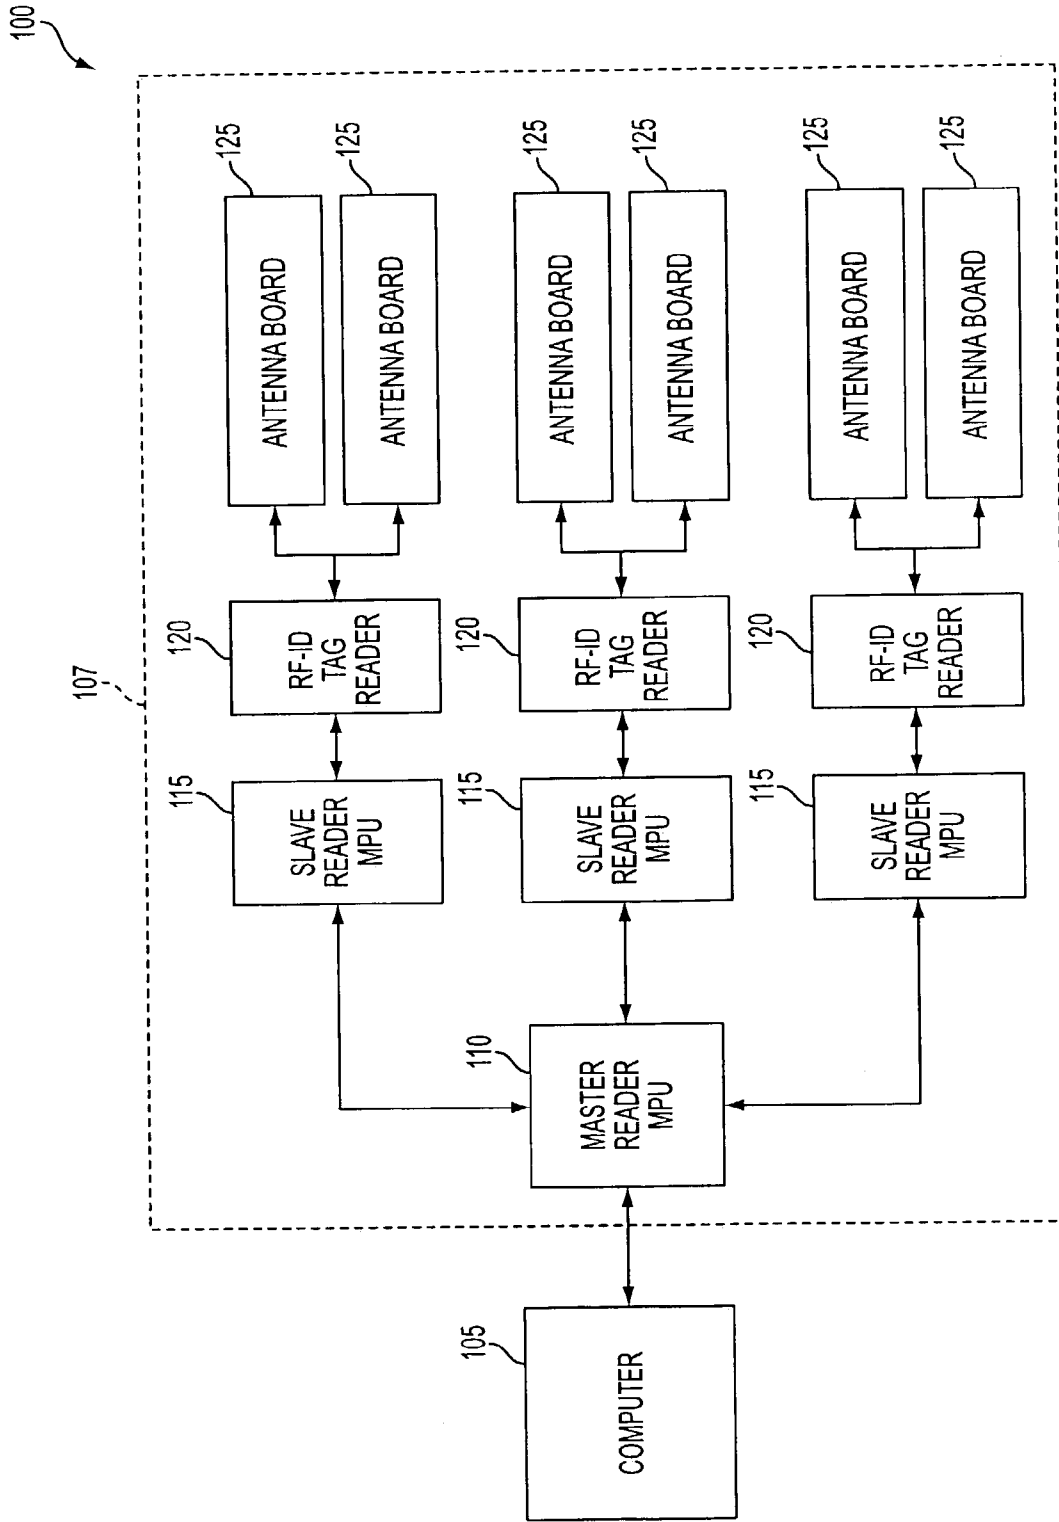 100
107
125
ANTENNA BOARD
125
ANTENNA BOARD
125
ANTENNA BOARD
125
ANTENNA BOARD
125
ANTENNA BOARD
125
ANTENNA BOARD
120
RF-ID
TAG
READER
120
RF-ID
TAG
READER
120
RF-ID
TAG
READER
115
SLAVE
READER
MPU
115
SLAVE
READER
MPU
115
SLAVE
READER
MPU
110
MASTER
READER
MPU
105
COMPUTER